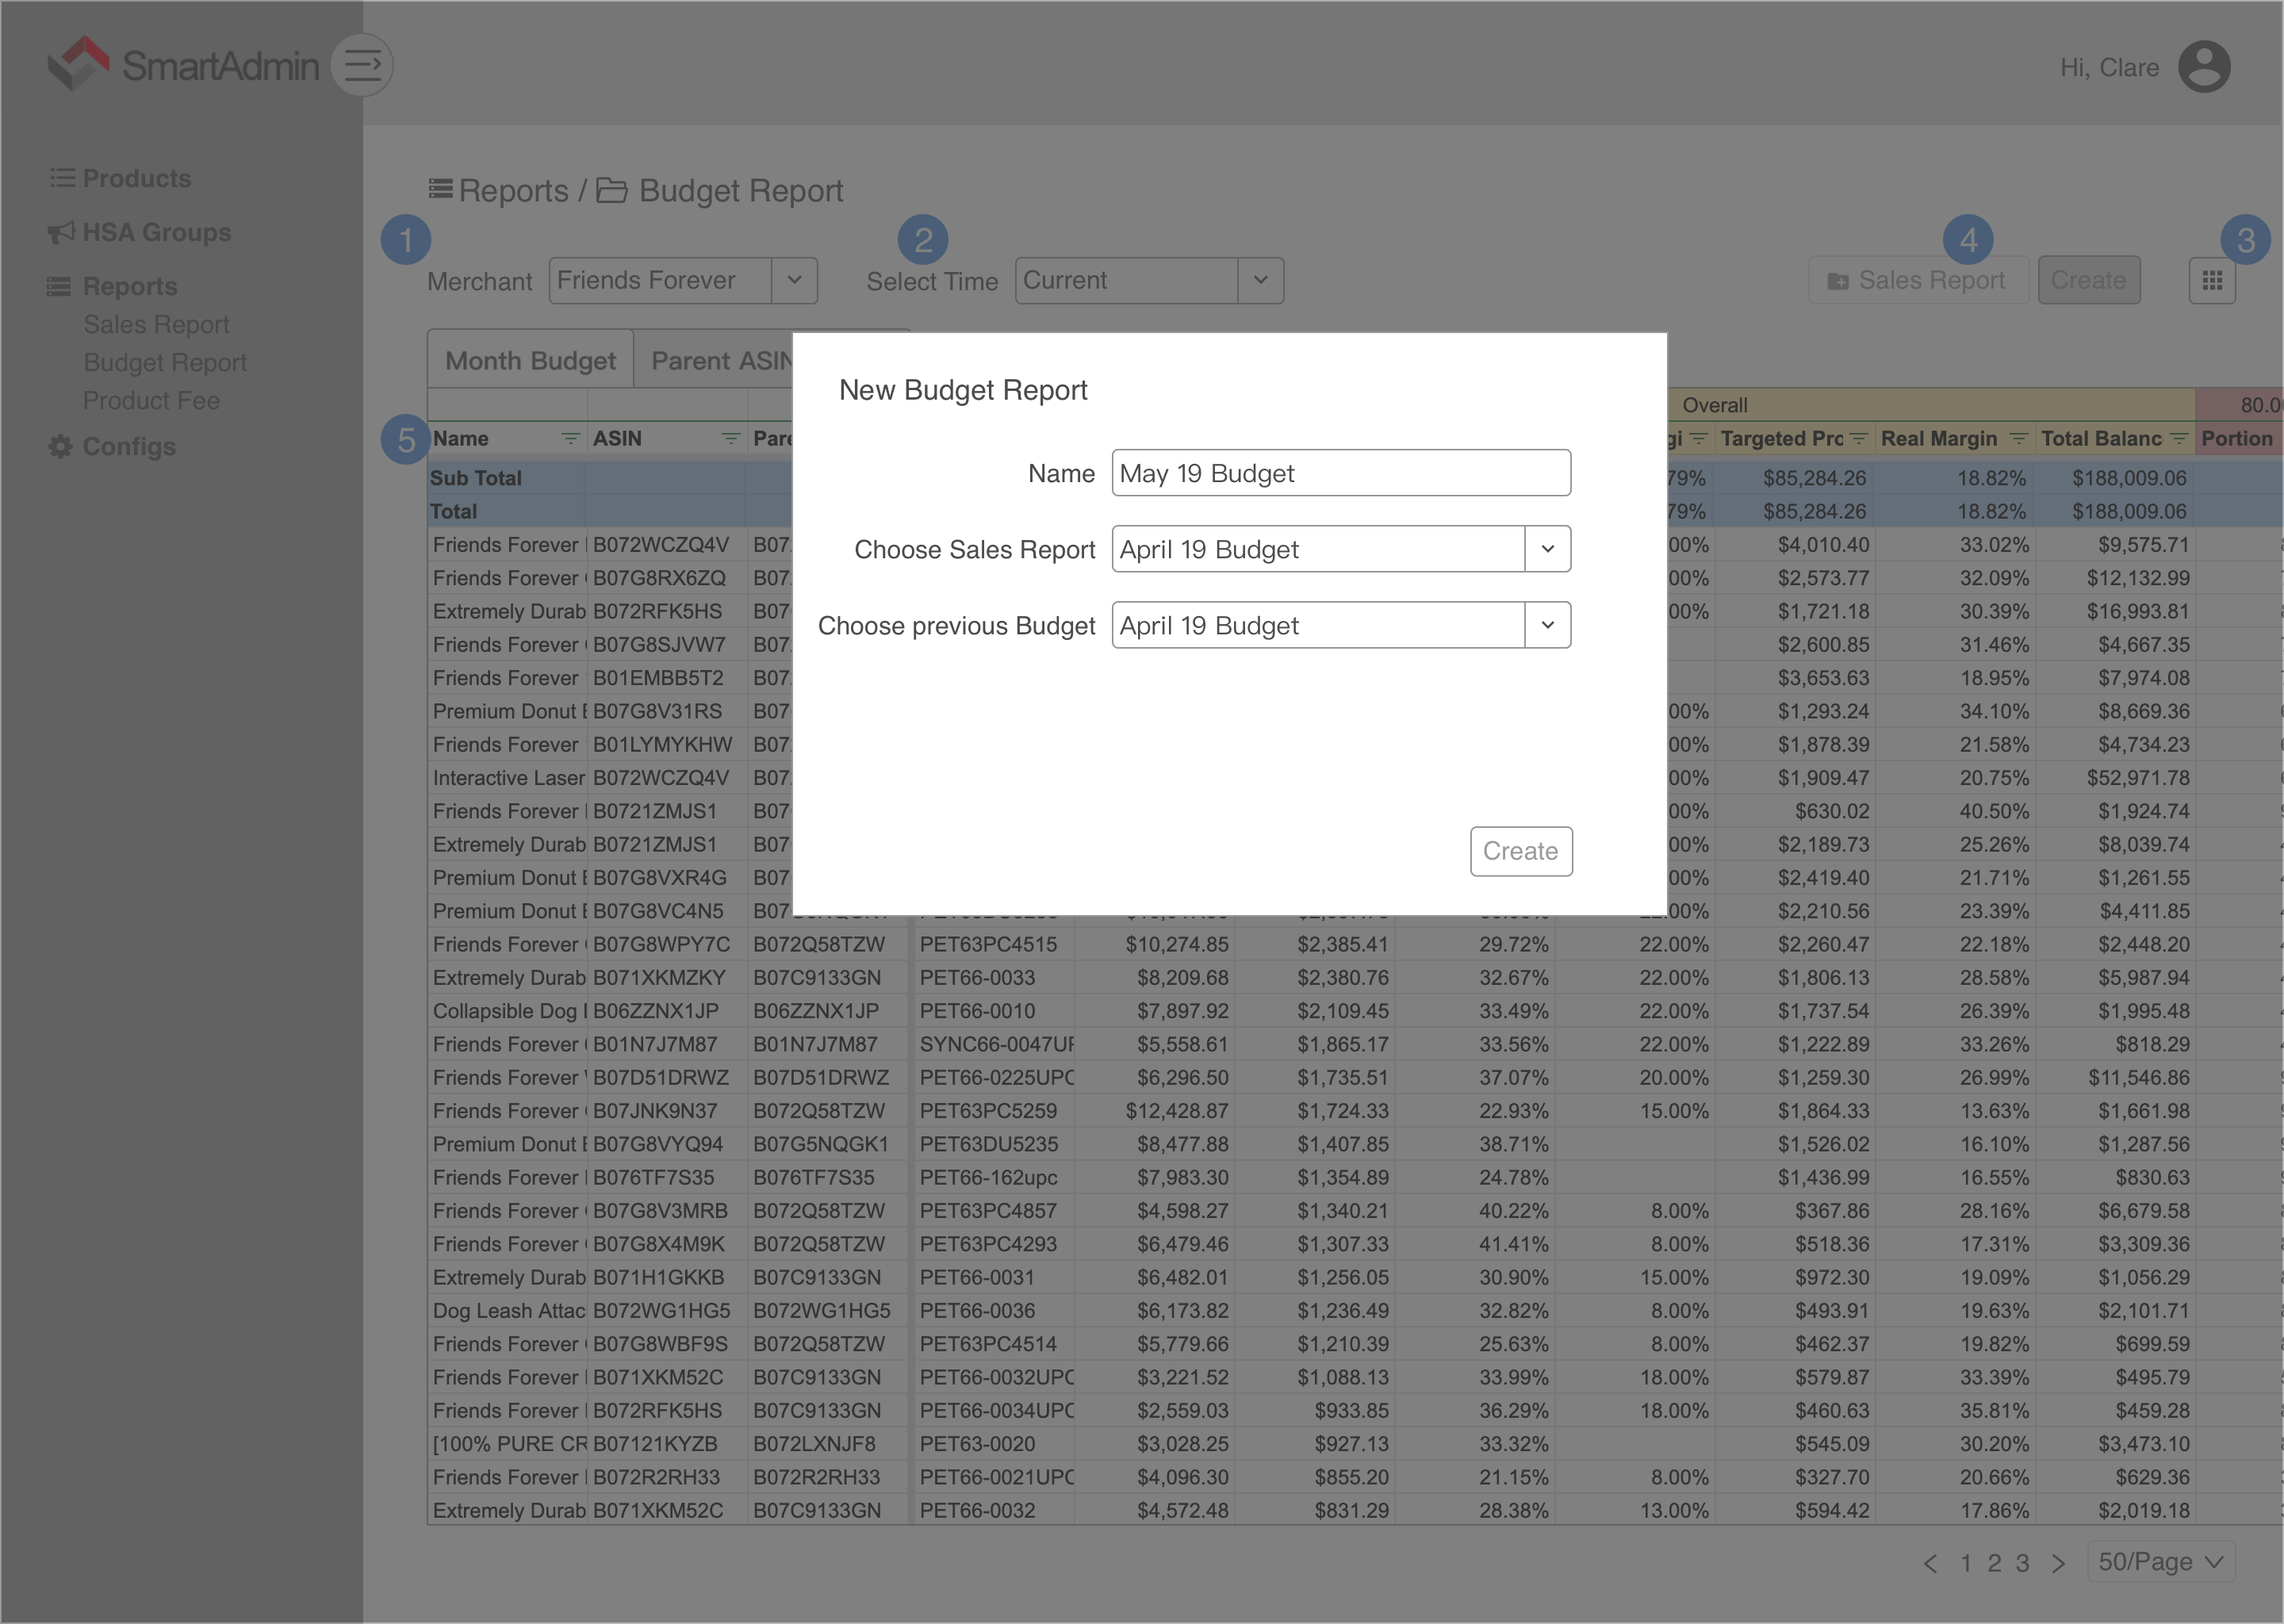 SmartAdmin
Hi, Clare
Products
HSA Groups
Reports
Sales Report
Budget Report
Product Fee
Configs
Reports / Budget Report
1 2 4 3
Merchant Friends Forever Select Time Current Sales Report Create
Month Budget Parent ASIN
New Budget Report
Name May 19 Budget
Choose Sales Report April 19 Budget
Choose previous Budget April 19 Budget
Create
Overall 80.0
5 Name ASIN Targeted Pro Real Margin Total Balanc Portion
Sub Total 79% $85,284.26 18.82% $188,009.06
Total 79% $85,284.26 18.82% $188,009.06
Friends Forever B072WCZQ4V B07 00% $4,010.40 33.02% $9,575.71
Friends Forever B07G8RX6ZQ B07 00% $2,573.77 32.09% $12,132.99
Extremely Durab B072RFK5HS B07 00% $1,721.18 30.39% $16,993.81
Friends Forever B07G8SJVW7 B07 $2,600.85 31.46% $4,667.35
Friends Forever B01EMBB5T2 B07 $3,653.63 18.95% $7,974.08
Premium Donut B07G8V31RS B07 00% $1,293.24 34.10% $8,669.36
Friends Forever B01LYMYKHW B07 00% $1,878.39 21.58% $4,734.23
Interactive Laser B072WCZQ4V B07 00% $1,909.47 20.75% $52,971.78
Friends Forever B0721ZMJS1 B07 00% $630.02 40.50% $1,924.74
Extremely Durab B0721ZMJS1 B07 00% $2,189.73 25.26% $8,039.74
Premium Donut B07G8VXR4G B07 00% $2,419.40 21.71% $1,261.55
Premium Donut B07G8VC4N5 B07 00% $2,210.56 23.39% $4,411.85
Friends Forever B07G8WPY7C B072Q58TZW PET63PC4515 $10,274.85 $2,385.41 29.72% 22.00% $2,260.47 22.18% $2,448.20
Extremely Durab B071XKMZKY B07C9133GN PET66-0033 $8,209.68 $2,380.76 32.67% 22.00% $1,806.13 28.58% $5,987.94
Collapsible Dog B06ZZNX1JP B06ZZNX1JP PET66-0010 $7,897.92 $2,109.45 33.49% 22.00% $1,737.54 26.39% $1,995.48
Friends Forever B01N7J7M87 B01N7J7M87 SYNC66-0047UP $5,558.61 $1,865.17 33.56% 22.00% $1,222.89 33.26% $818.29
Friends Forever B07D51DRWZ B07D51DRWZ PET66-0225UPC $6,296.50 $1,735.51 37.07% 20.00% $1,259.30 26.99% $11,546.86
Friends Forever B07JNK9N37 B072Q58TZW PET63PC5259 $12,428.87 $1,724.33 22.93% 15.00% $1,864.33 13.63% $1,661.98
Premium Donut B07G8VYQ94 B07G5NQGK1 PET63DU5235 $8,477.88 $1,407.85 38.71% $1,526.02 16.10% $1,287.56
Friends Forever B076TF7S35 B076TF7S35 PET66-162upc $7,983.30 $1,354.89 24.78% $1,436.99 16.55% $830.63
Friends Forever B07G8V3MRB B072Q58TZW PET63PC4857 $4,598.27 $1,340.21 40.22% 8.00% $367.86 28.16% $6,679.58
Friends Forever B07G8X4M9K B072Q58TZW PET63PC4293 $6,479.46 $1,307.33 41.41% 8.00% $518.36 17.31% $3,309.36
Extremely Durab B071H1GKKB B07C9133GN PET66-0031 $6,482.01 $1,256.05 30.90% 15.00% $972.30 19.09% $1,056.29
Dog Leash Attac B072WG1HG5 B072WG1HG5 PET66-0036 $6,173.82 $1,236.49 32.82% 8.00% $493.91 19.63% $2,101.71
Friends Forever B07G8WBF9S B072Q58TZW PET63PC4514 $5,779.66 $1,210.39 25.63% 8.00% $462.37 19.82% $699.59
Friends Forever B071XKM52C B07C9133GN PET66-0032UPC $3,221.52 $1,088.13 33.99% 18.00% $579.87 33.39% $495.79
Friends Forever B072RFK5HS B07C9133GN PET66-0034UPC $2,559.03 $933.85 36.29% 18.00% $460.63 35.81% $459.28
[100% PURE CR B07121KYZB B072LXNJF8 PET63-0020 $3,028.25 $927.13 33.32% $545.09 30.20% $3,473.10
Friends Forever B072R2RH33 B072R2RH33 PET66-0021UPC $4,096.30 $855.20 21.15% 8.00% $327.70 20.66% $629.36
Extremely Durab B071XKM52C B07C9133GN PET66-0032 $4,572.48 $831.29 28.38% 13.00% $594.42 17.86% $2,019.18
1 2 3 50/Page